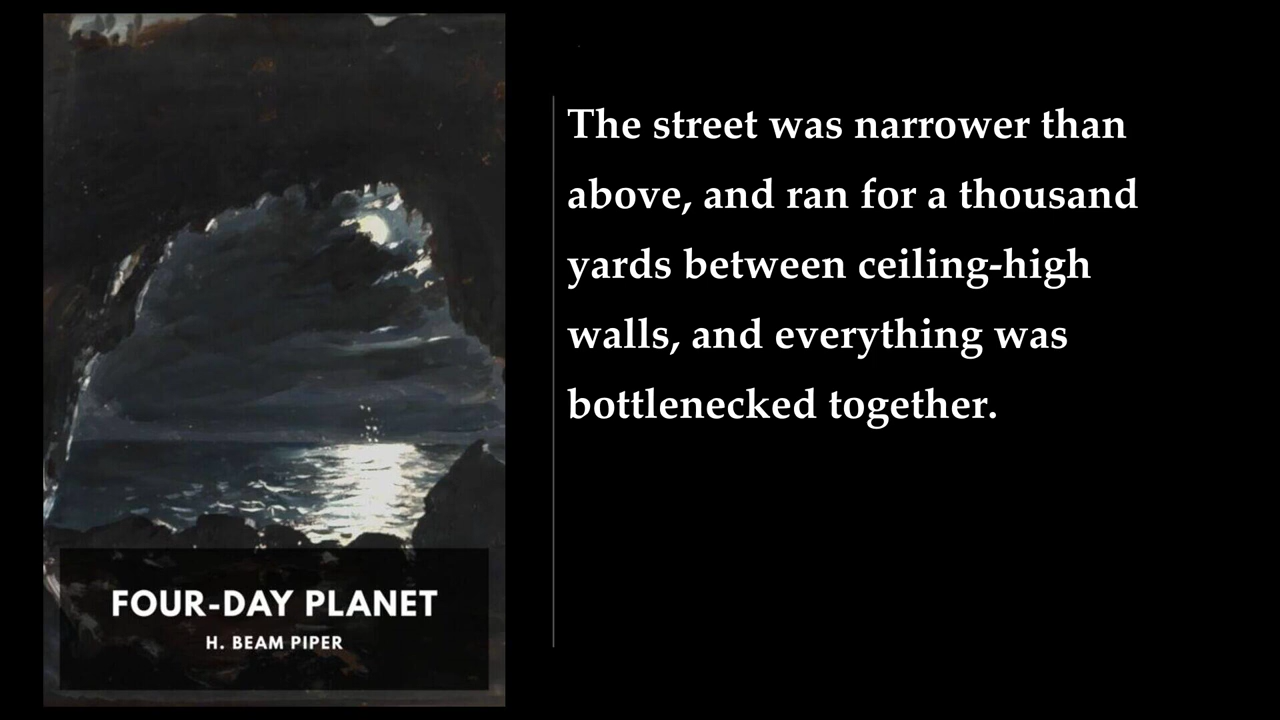 The street was narrower than
above, and ran for a thousand
yards between ceiling-high
walls, and everything was
bottlenecked together.
FOUR-DAY PLANET
H. BEAM PIPER